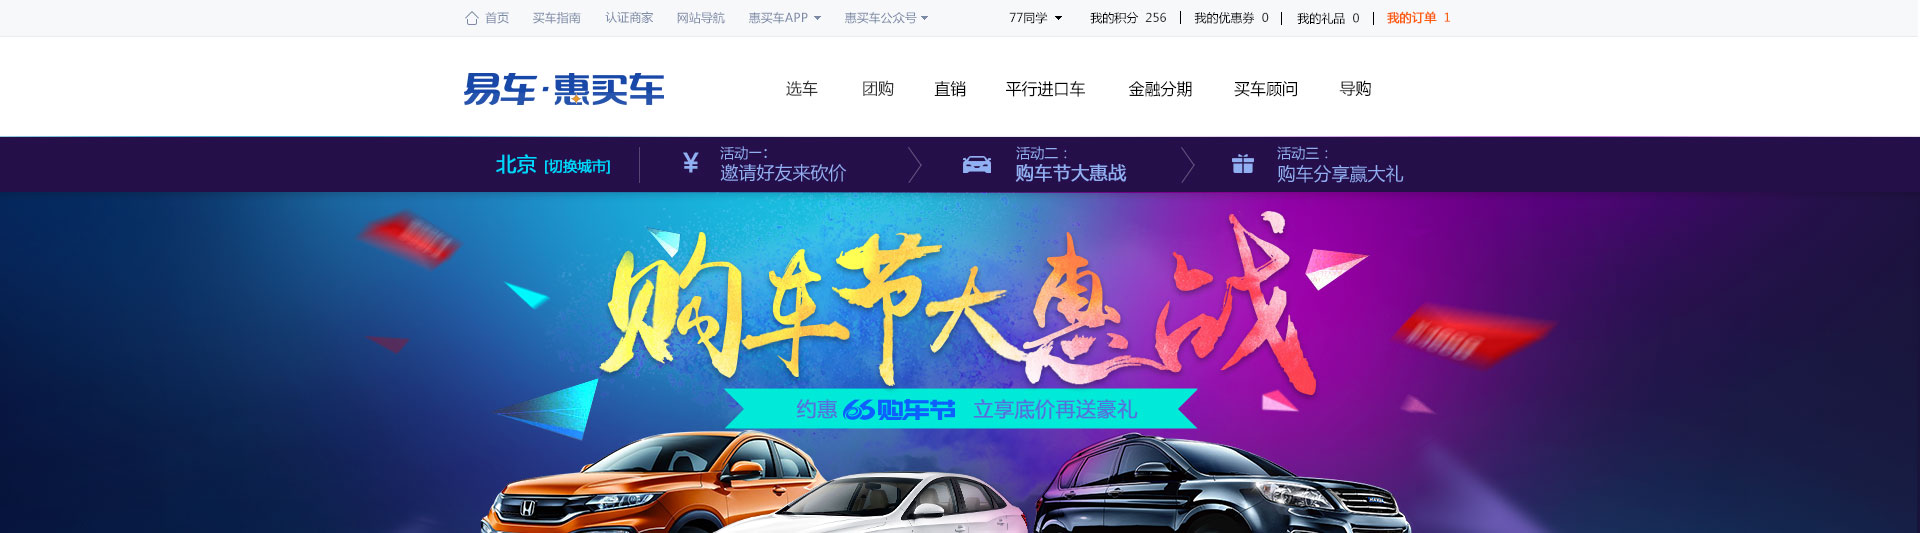 首页 买车指南 认证商家 网站导航 惠买车APP 惠买车公众号 77同学 我的积分 256 我的优惠券 0 我的礼品 0 我的订单 1
易车·惠买车 选车 团购 直销 平行进口车 金融分期 买车顾问 导购
北京 [切换城市]
¥ 活动一：
邀请好友来砍价
活动二：
购车节大惠战
活动三：
购车分享赢大礼
购车节大惠战
约惠 66购车节 立享底价再送豪礼